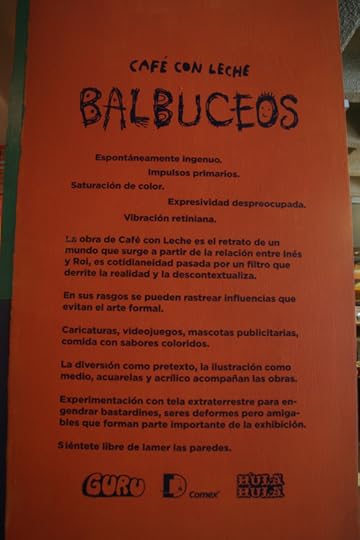 CAFÉ CON LECHE
BALBUCEOS
Espontáneamente ingenuo.
Impulsos primarios.
Saturación de color.
Expresividad despreocupada.
Vibración retiniana.
La obra de Café con Leche es el retrato de un
mundo que surge a partir de la relación entre Inés
y Roi, es cotidianeidad pasada por un filtro que
derrite la realidad y la descontextualiza.
En sus rasgos se pueden rastrear influencias que
evitan el arte formal.
Caricaturas, videojuegos, mascotas publicitarias,
comida con sabores coloridos.
La diversión como pretexto, la ilustración como
medio, acuarelas y acrílico acompañan las obras.
Experimentación con tela extraterrestre para en-
gendrar bastardines, seres deformes pero amiga-
bles que forman parte importante de la exhibición.
Siéntete libre de lamer las paredes.
GURU
Comex
HULA
HULA